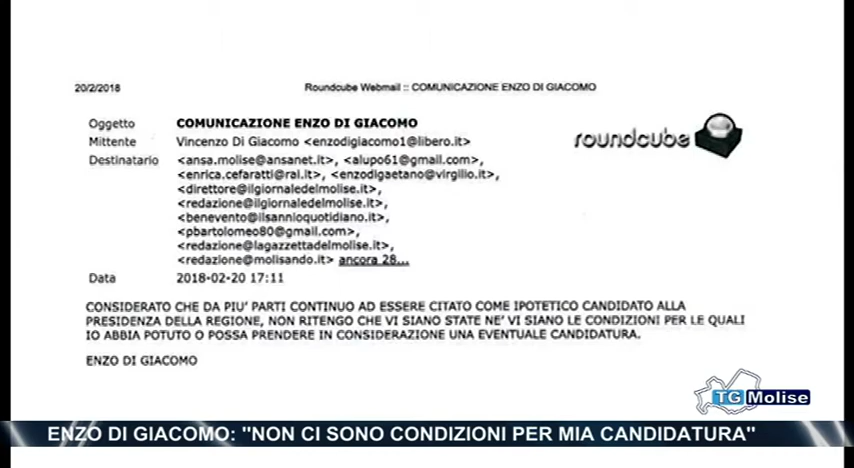 20/2/2018 Roundcube Webmail :: COMUNICAZIONE ENZO DI GIACOMO
Oggetto COMUNICAZIONE ENZO DI GIACOMO
Mittente Vincenzo Di Giacomo <enzodigiacomo1@libero.it>
roundcube
Destinatario <ansa.molise@ansanet.it>, <alupo61@gmail.com>,
<enrica.cefaratti@rai.it>, <enzodigaetano@virgilio.it>,
<direttore@ilgiornaledelmolise.it>,
<redazione@ilgiornaledelmolise.it>,
<benevento@ilsannioquotidiano.it>,
<pbartolomeo80@gmail.com>,
<redazione@lagazzettadelmolise.it>,
<redazione@molisando.it> ancora 28...
Data 2018-02-20 17:11
CONSIDERATO CHE DA PIU' PARTI CONTINUO AD ESSERE CITATO COME IPOTETICO CANDIDATO ALLA
PRESIDENZA DELLA REGIONE, NON RITENGO CHE VI SIANO STATE NE' VI SIANO LE CONDIZIONI PER LE QUALI
IO ABBIA POTUTO O POSSA PRENDERE IN CONSIDERAZIONE UNA EVENTUALE CANDIDATURA.
ENZO DI GIACOMO
TG Molise
ENZO DI GIACOMO: "NON CI SONO CONDIZIONI PER MIA CANDIDATURA"